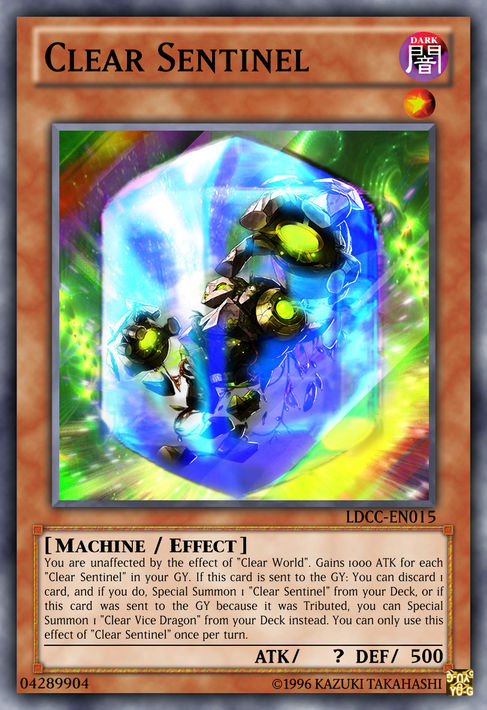 CLEAR SENTINEL
DARK
闇
LDCC-EN015
[ MACHINE / EFFECT ]
You are unaffected by the effect of "Clear World". Gains 1000 ATK for each
"Clear Sentinel" in your GY. If this card is sent to the GY: You can discard 1
card, and if you do, Special Summon 1 "Clear Sentinel" from your Deck, or if
this card was sent to the GY because it was Tributed, you can Special
Summon 1 "Clear Vice Dragon" from your Deck instead. You can only use this
effect of "Clear Sentinel" once per turn.
ATK/ ? DEF/ 500
04289904
©1996 KAZUKI TAKAHASHI